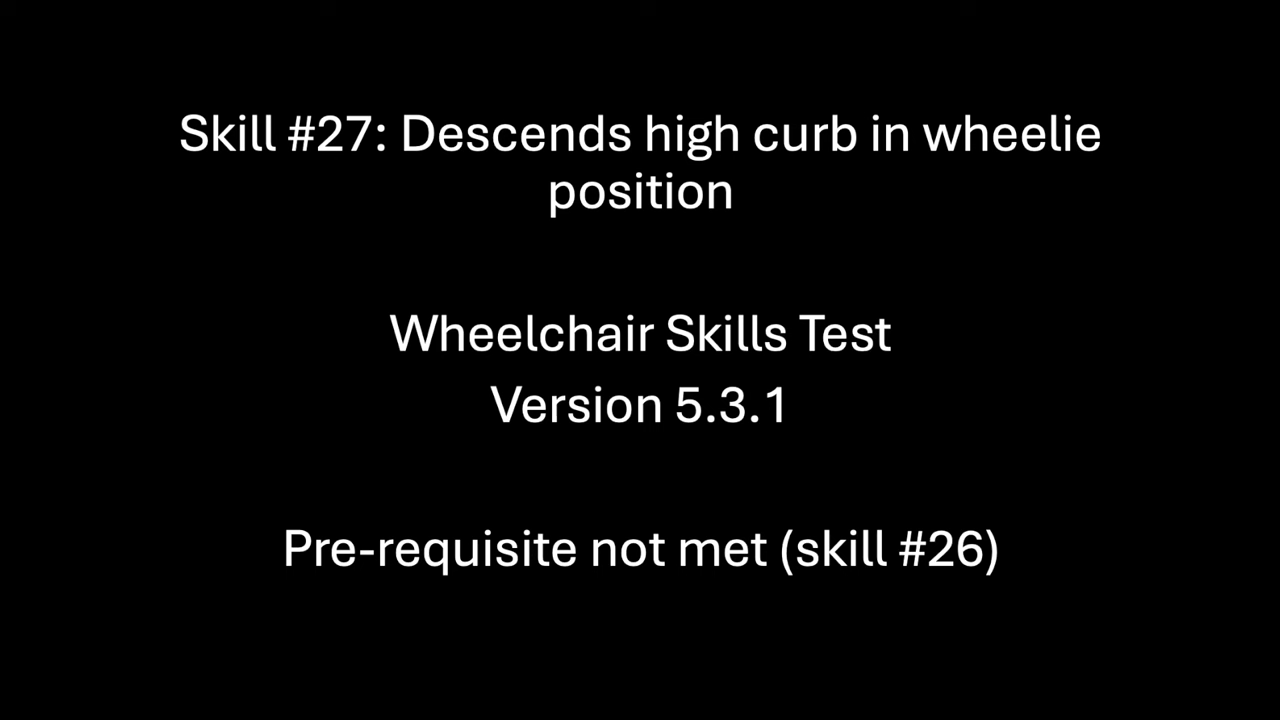 Skill #27: Descends high curb in wheelie
position
Wheelchair Skills Test
Version 5.3.1
Pre-requisite not met (skill #26)